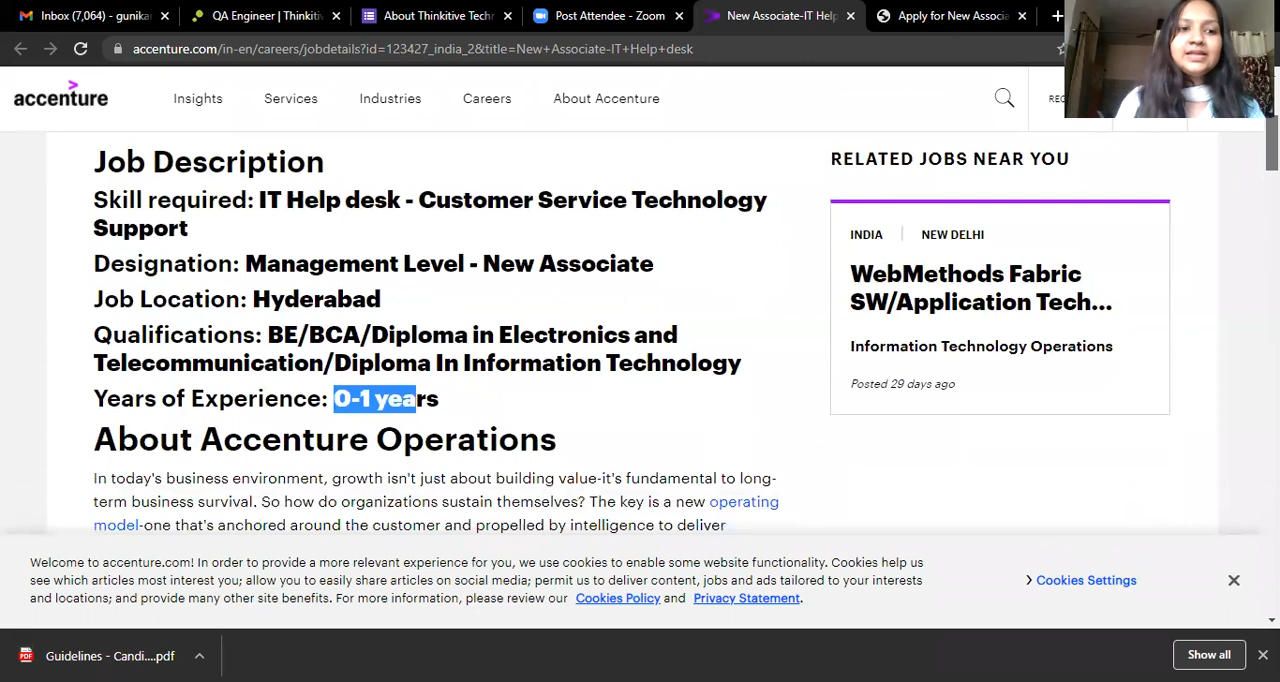 Inbox (7,064) - gunikar
QA Engineer | Thinkitiv
About Thinkitive Techn
Post Attendee - Zoom
New Associate-IT Help
Apply for New Associa
accenture.com/in-en/careers/jobdetails?id=123427_india_2&title=New+Associate-IT+Help+desk
accenture
Insights
Services
Industries
Careers
About Accenture
REC
Job Description
Skill required: IT Help desk - Customer Service Technology
Support
Designation: Management Level - New Associate
Job Location: Hyderabad
Qualifications: BE/BCA/Diploma in Electronics and
Telecommunication/Diploma In Information Technology
Years of Experience: 0-1 years
About Accenture Operations
In today's business environment, growth isn't just about building value-it's fundamental to long-
term business survival. So how do organizations sustain themselves? The key is a new operating
model-one that's anchored around the customer and propelled by intelligence to deliver
RELATED JOBS NEAR YOU
INDIA | NEW DELHI
WebMethods Fabric
SW/Application Tech...
Information Technology Operations
Posted 29 days ago
Welcome to accenture.com! In order to provide a more relevant experience for you, we use cookies to enable some website functionality. Cookies help us
see which articles most interest you; allow you to easily share articles on social media; permit us to deliver content, jobs and ads tailored to your interests
and locations; and provide many other site benefits. For more information, please review our Cookies Policy and Privacy Statement.
Cookies Settings
Guidelines - Candi....pdf
Show all